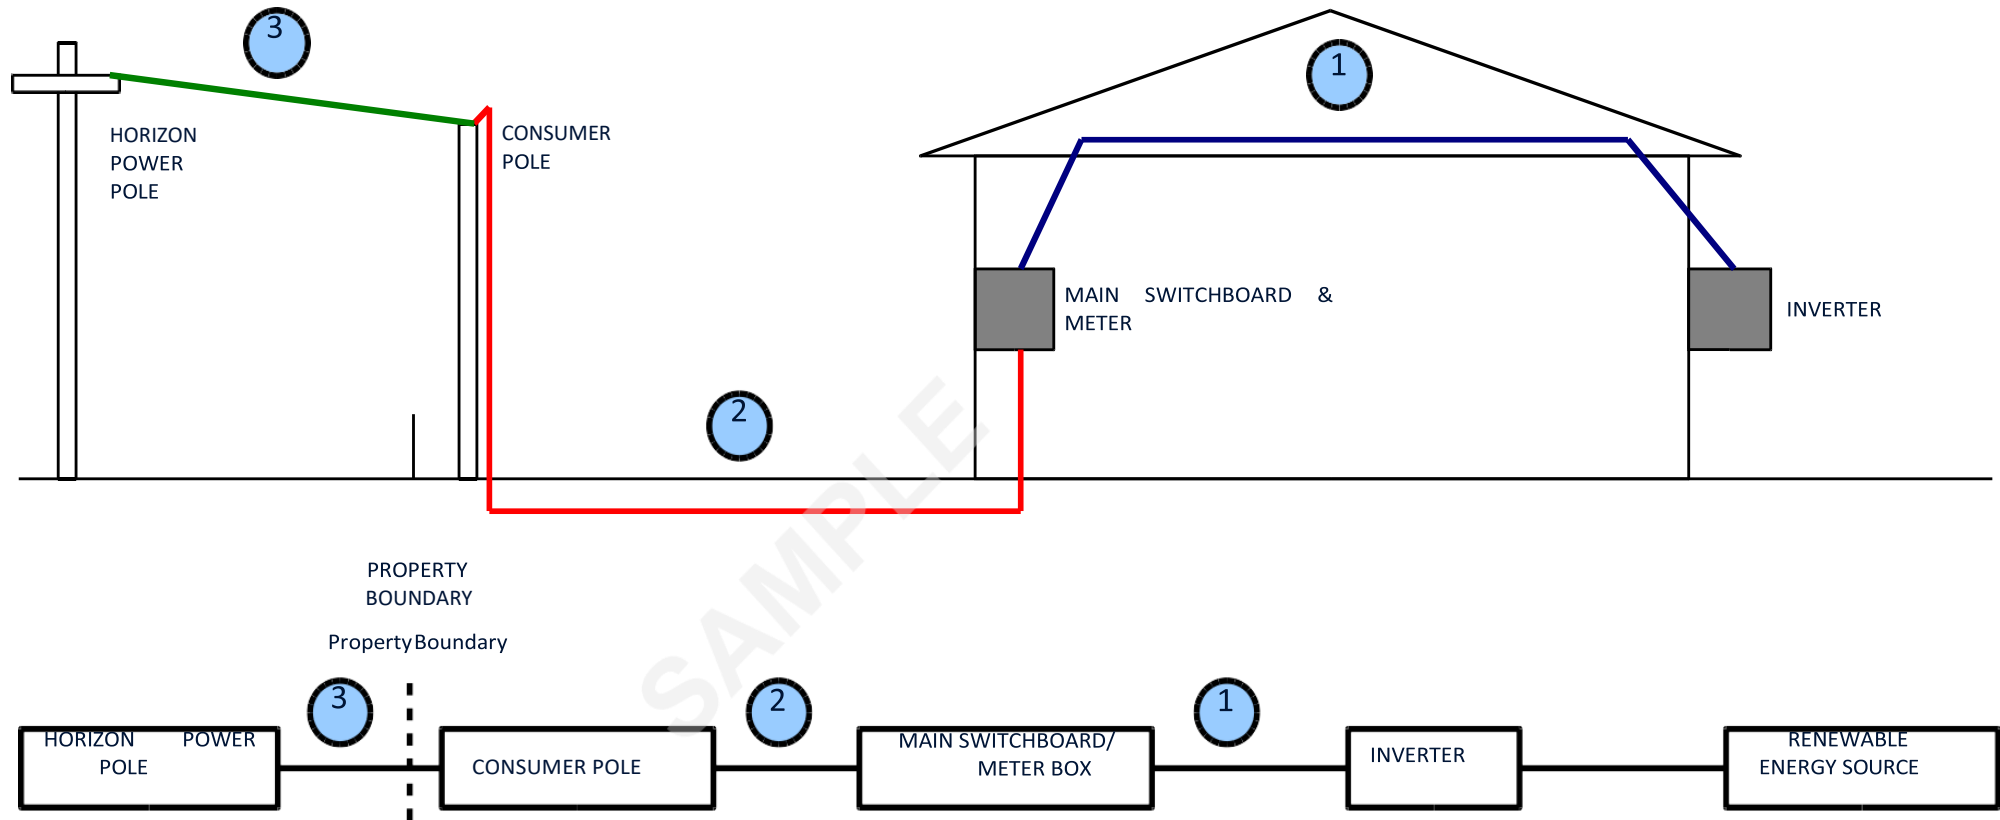 3
1
HORIZON
POWER
POLE
CONSUMER
POLE
MAIN SWITCHBOARD &
METER
INVERTER
2
SAMPLE
PROPERTY
BOUNDARY
Property Boundary
3
2
1
HORIZON POWER
POLE
CONSUMER POLE
MAIN SWITCHBOARD/
METER BOX
INVERTER
RENEWABLE
ENERGY SOURCE